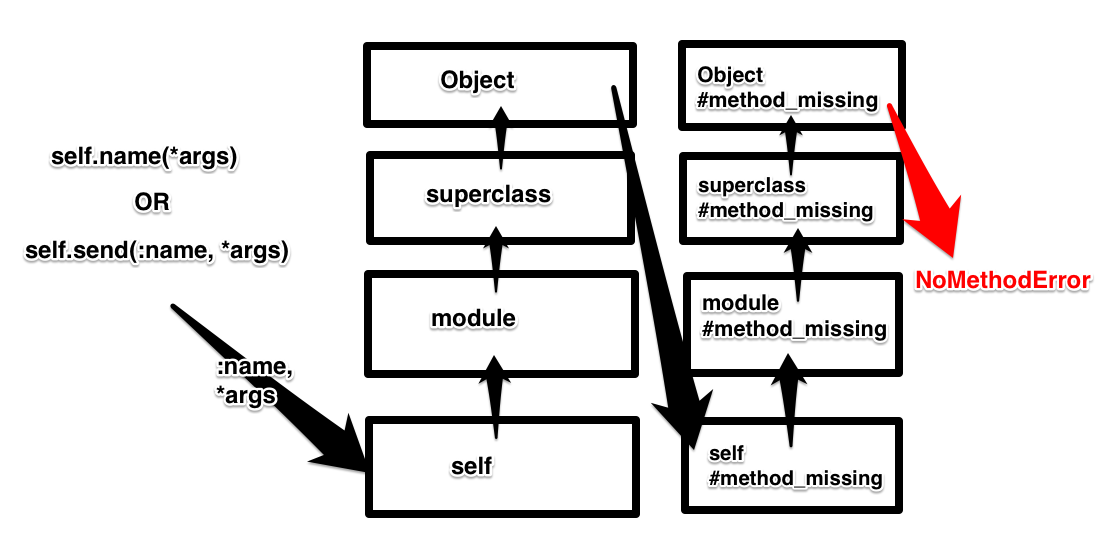 self.name(*args)
OR
self.send(:name, *args)
:name,
*args
Object
superclass
module
self
Object
#method_missing
superclass
#method_missing
module
#method_missing
self
#method_missing
NoMethodError